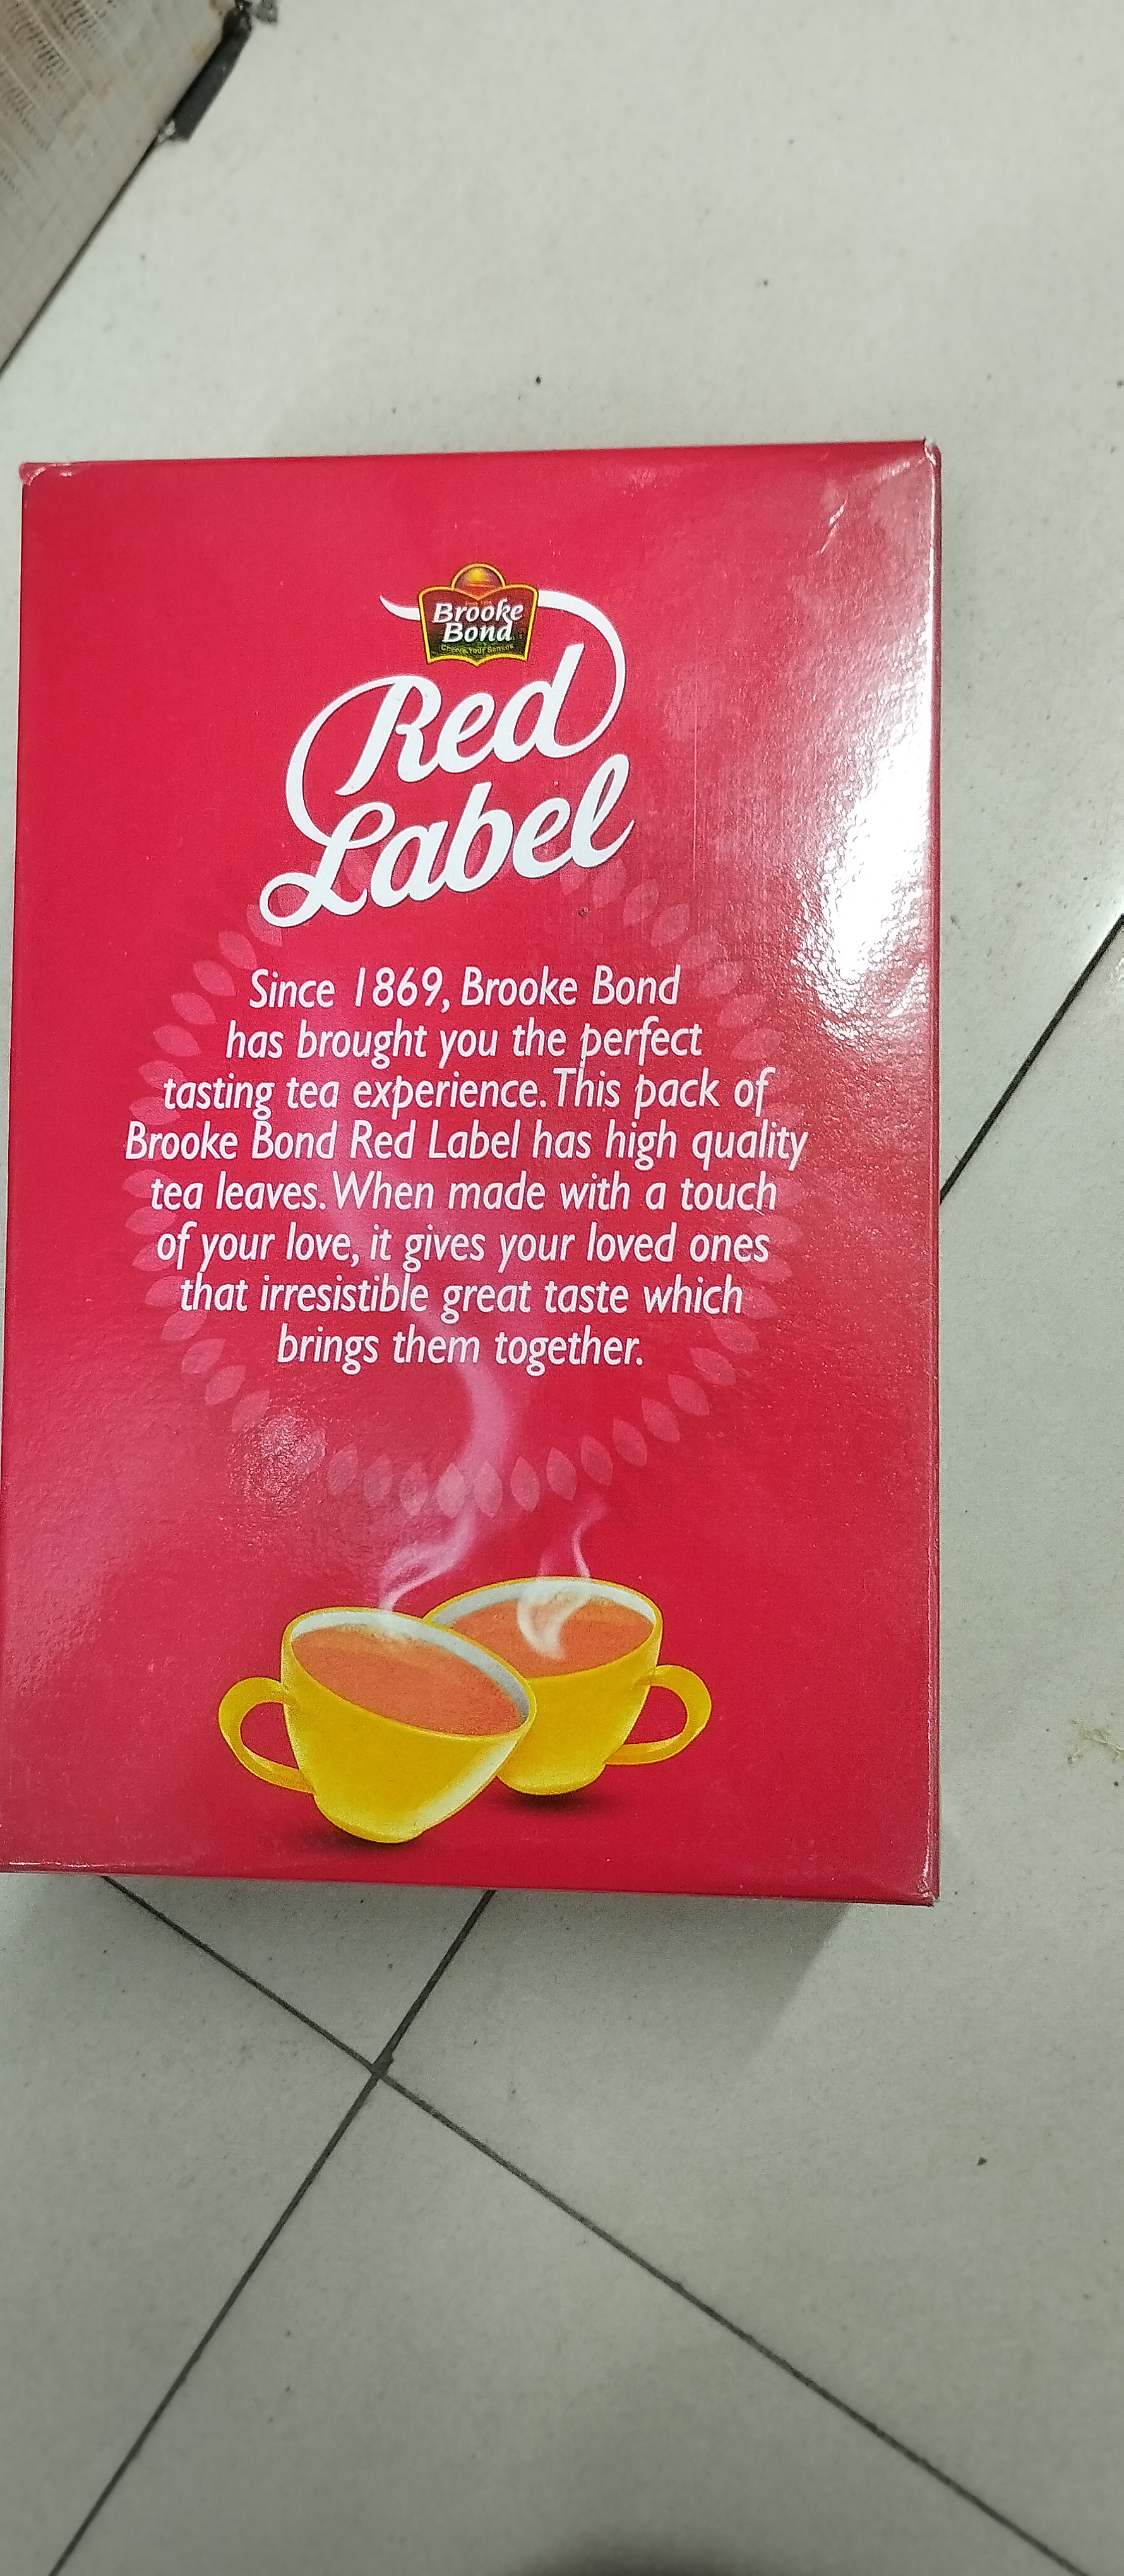 Brooke
Bond
Red
Label
Since 1869, Brooke Bond
has brought you the perfect
tasting tea experience. This pack of
Brooke Bond Red Label has high quality
tea leaves. When made with a touch
of your love, it gives your loved ones
that irresistible great taste which
brings them together.